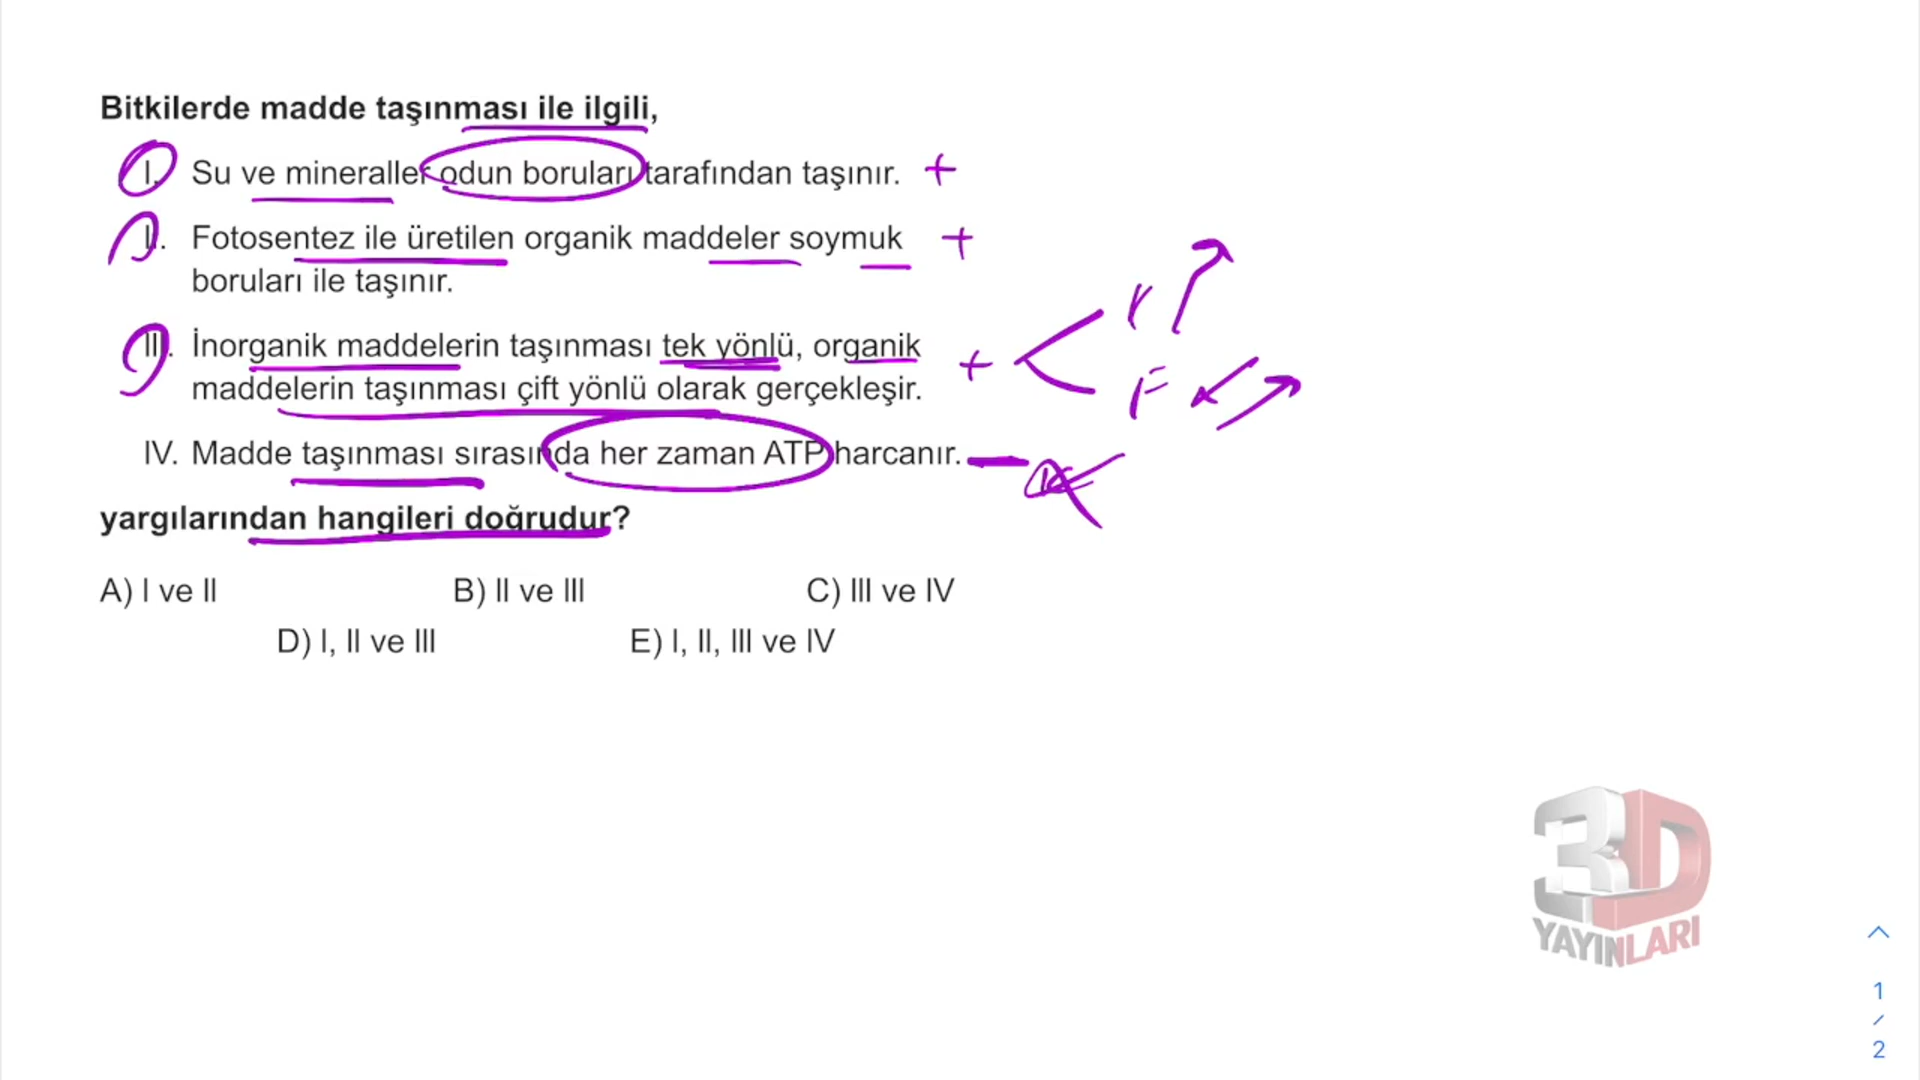 Bitkilerde madde taşınması ile ilgili,
I. Su ve mineraller odun boruları tarafından taşınır. +
II. Fotosentez ile üretilen organik maddeler soymuk +
boruları ile taşınır.
III. İnorganik maddelerin taşınması tek yönlü, organik +
maddelerin taşınması çift yönlü olarak gerçekleşir.
F
IV. Madde taşınması sırasında her zaman ATP harcanır. –
yargılarından hangileri doğrudur?
A) I ve II B) II ve III C) III ve IV
D) I, II ve III E) I, II, III ve IV
3D
YAYINLARI
1
/
2